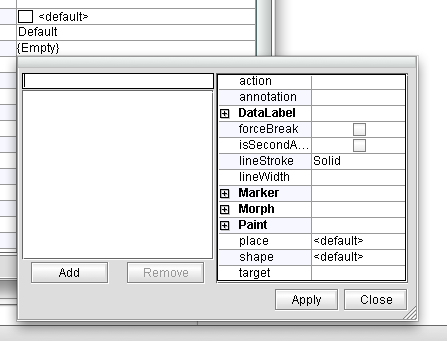 <default>
Default
{Empty}
action
annotation
DataLabel
forceBreak
isSecondA...
lineStroke Solid
lineWidth
Marker
Morph
Paint
place <default>
shape <default>
target
Add Remove
Apply Close